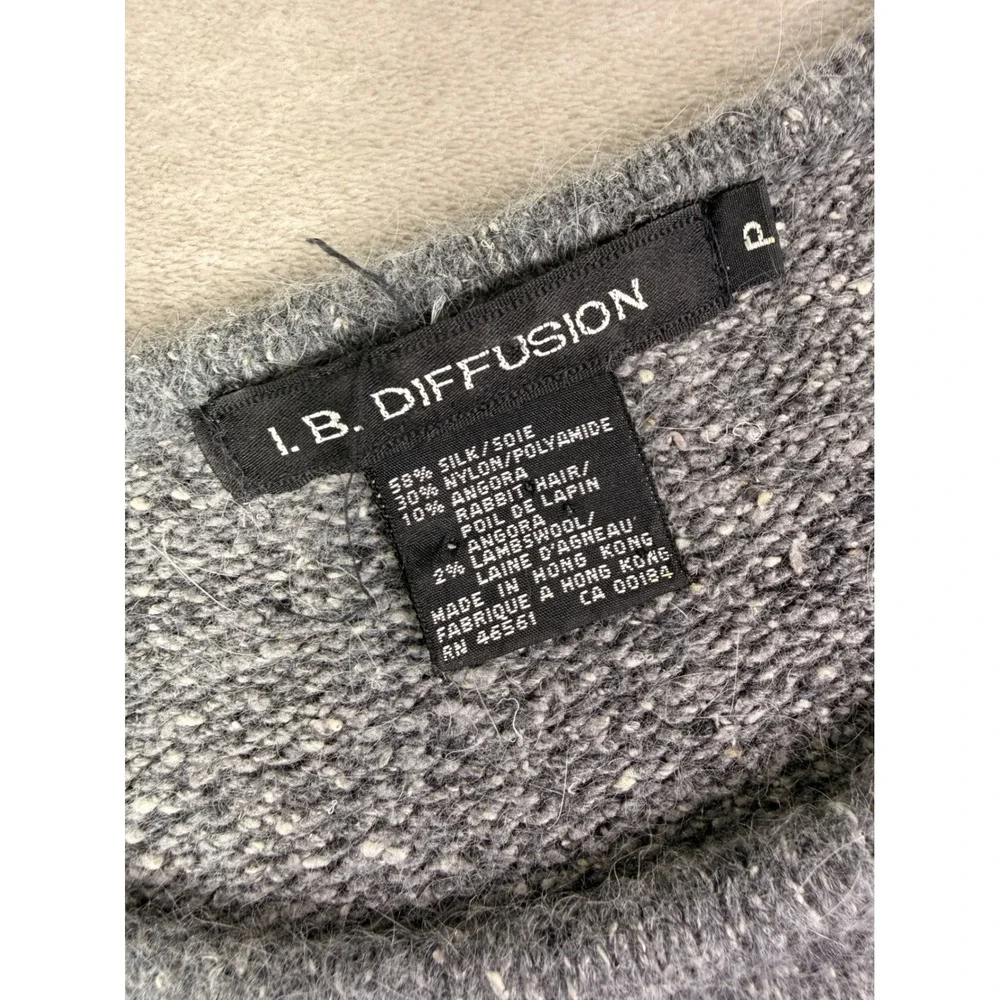 I.B. DIFFUSION
P
58% SILK/SOIE
30% NYLON/POLYAMIDE
10% ANGORA
RABBIT HAIR/
POIL DE LAPIN
ANGORA
2% LAMBSWOOL/
LAINE D'AGNEAU'
MADE IN HONG KONG
FABRIQUE A HONG KONG
RN 46561 CA 00184